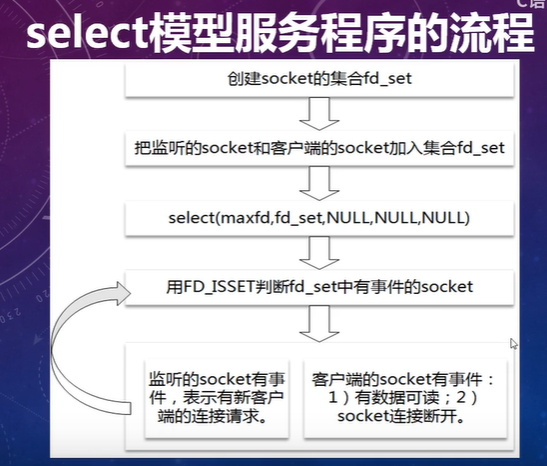 C语
select模型服务程序的流程
创建socket的集合fd_set
把监听的socket和客户端的socket加入集合fd_set
select(maxfd,fd_set,NULL,NULL,NULL)
用FD_ISSET判断fd_set中有事件的socket
监听的socket有事
件，表示有新客户
端的连接请求。
客户端的socket有事件：
1）有数据可读；2）
socket连接断开。